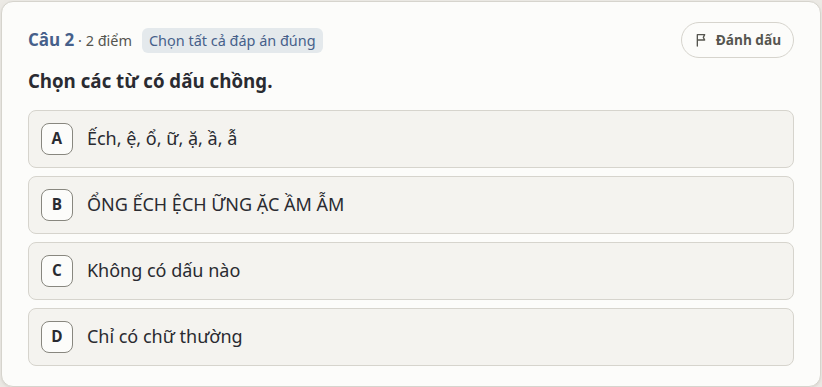 Câu 2 · 2 điểm Chọn tất cả đáp án đúng Đánh dấu
Chọn các từ có dấu chồng.
A Ếch, ệ, ổ, ữ, ặ, ầ, ẫ
B ỔNG ẾCH ỆCH ỮNG ẶC ẦM ẪM
C Không có dấu nào
D Chỉ có chữ thường